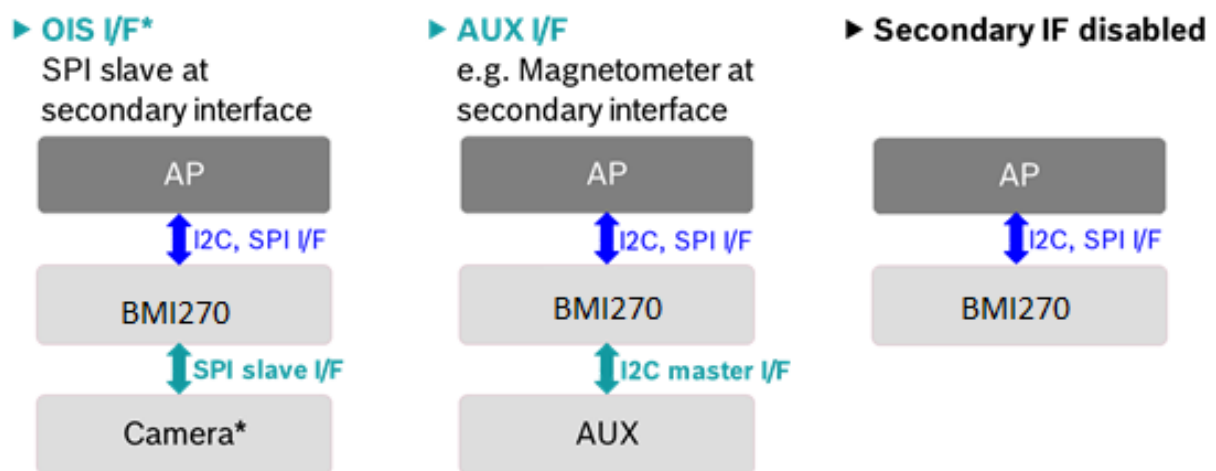 ► OIS I/F*
SPI slave at
secondary interface
AP
I2C, SPI I/F
BMI270
SPI slave I/F
Camera*
► AUX I/F
e.g. Magnetometer at
secondary interface
AP
I2C, SPI I/F
BMI270
I2C master I/F
AUX
► Secondary IF disabled
AP
I2C, SPI I/F
BMI270